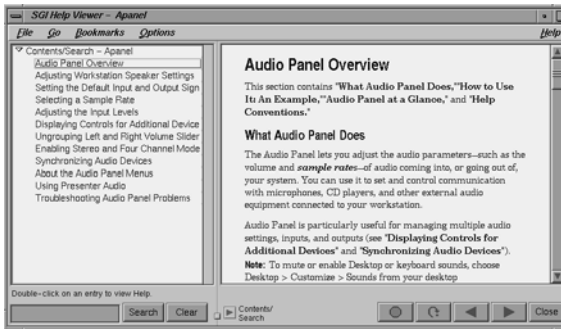 SGI Help Viewer – Apanel
File Go Bookmarks Options Help
Contents/Search – Apanel
Audio Panel Overview
Adjusting Workstation Speaker Settings
Setting the Default Input and Output Sign
Selecting a Sample Rate
Adjusting the Input Levels
Displaying Controls for Additional Device
Ungrouping Left and Right Volume Slider
Enabling Stereo and Four Channel Mode
Synchronizing Audio Devices
About the Audio Panel Menus
Using Presenter Audio
Troubleshooting Audio Panel Problems
Double-click on an entry to view Help.
Search Clear
Audio Panel Overview
This section contains "What Audio Panel Does," "How to Use
It: An Example," "Audio Panel at a Glance," and "Help
Conventions."
What Audio Panel Does
The Audio Panel lets you adjust the audio parameters—such as the
volume and sample rates—of audio coming into, or going out of,
your system. You can use it to set and control communication
with microphones, CD players, and other external audio
equipment connected to your workstation.
Audio Panel is particularly useful for managing multiple audio
settings, inputs, and outputs (see "Displaying Controls for
Additional Devices" and "Synchronizing Audio Devices").
Note: To mute or enable Desktop or keyboard sounds, choose
Desktop > Customize > Sounds from your desktop
Contents/
Search
Close